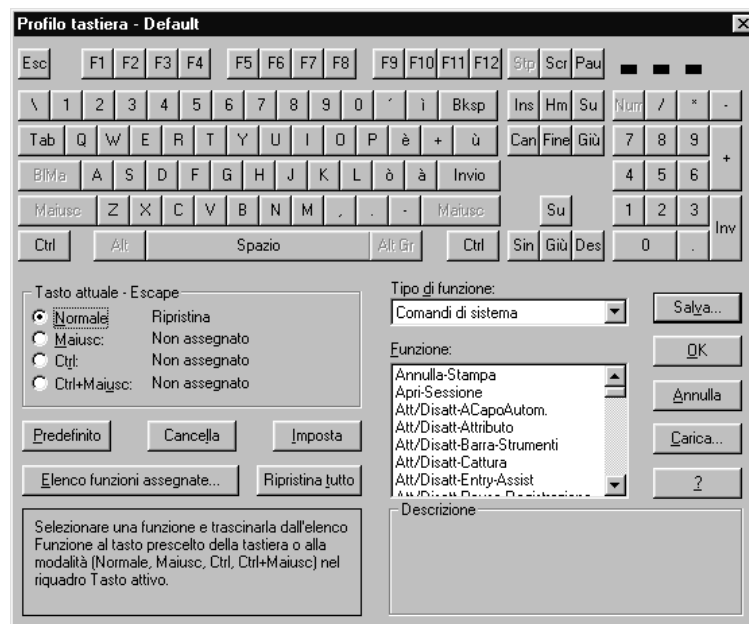 Profilo tastiera - Default
Esc F1 F2 F3 F4 F5 F6 F7 F8 F9 F10 F11 F12 Stp Scr Pau
\ 1 2 3 4 5 6 7 8 9 0 ´ ì Bksp Ins Hm Su Num / * -
Tab Q W E R T Y U I O P è + ù Can Fine Giù 7 8 9 +
BlMa A S D F G H J K L ò à Invio 4 5 6
Maiusc Z X C V B N M , . - Maiusc Su 1 2 3 Inv
Ctrl Alt Spazio Alt Gr Ctrl Sin Giù Des 0 .
Tasto attuale - Escape
Normale Ripristina
Maiusc: Non assegnato
Ctrl: Non assegnato
Ctrl+Maiusc: Non assegnato
Predefinito Cancella Imposta
Elenco funzioni assegnate... Ripristina tutto
Selezionare una funzione e trascinarla dall'elenco
Funzione al tasto prescelto della tastiera o alla
modalità (Normale, Maiusc, Ctrl, Ctrl+Maiusc) nel
riquadro Tasto attivo.
Tipo di funzione:
Comandi di sistema
Funzione:
Annulla-Stampa
Apri-Sessione
Att/Disatt-ACapoAutom.
Att/Disatt-Attributo
Att/Disatt-Barra-Strumenti
Att/Disatt-Cattura
Att/Disatt-Entry-Assist
Att/Disatt-Pausa-Registrazione
Descrizione
Salva...
OK
Annulla
Carica...
?